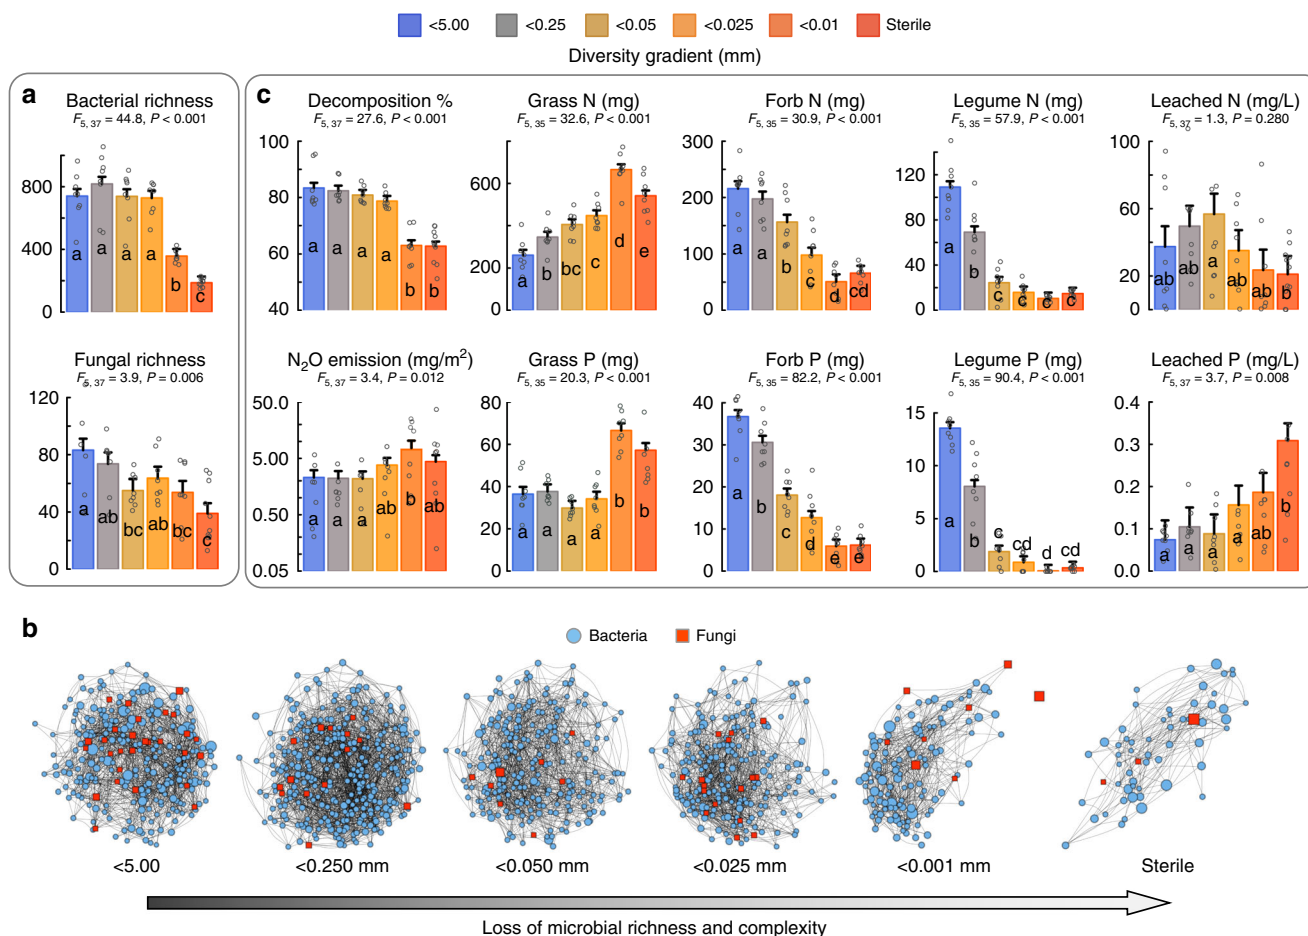 <5.00 <0.25 <0.05 <0.025 <0.01 Sterile
Diversity gradient (mm)
a
Bacterial richness
F5, 37 = 44.8, P < 0.001
800
400
0
a a a a b c
Fungal richness
F5, 37 = 3.9, P = 0.006
120
80
40
0
a ab bc ab bc c
c
Decomposition %
F5, 37 = 27.6, P < 0.001
100
80
60
40
a a a a b b
Grass N (mg)
F5, 35 = 32.6, P < 0.001
600
200
0
a b bc c d e
Forb N (mg)
F5, 35 = 30.9, P < 0.001
300
200
100
0
a a b c d cd
Legume N (mg)
F5, 35 = 57.9, P < 0.001
120
80
40
0
a b c c c c
Leached N (mg/L)
F5, 37 = 1.3, P = 0.280
100
60
20
0
ab ab a ab ab b
N2O emission (mg/m2)
F5, 37 = 3.4, P = 0.012
50.0
5.00
0.50
0.05
a a a ab b ab
Grass P (mg)
F5, 35 = 20.3, P < 0.001
80
60
40
20
0
a a a a b b
Forb P (mg)
F5, 35 = 82.2, P < 0.001
40
30
20
10
0
a b c d e e
Legume P (mg)
F5, 35 = 90.4, P < 0.001
15
10
5
0
a b c cd d cd
Leached P (mg/L)
F5, 37 = 3.7, P = 0.008
0.4
0.3
0.2
0.1
0.0
a a a a ab b
b
Bacteria Fungi
<5.00 <0.250 mm <0.050 mm <0.025 mm <0.001 mm Sterile
Loss of microbial richness and complexity